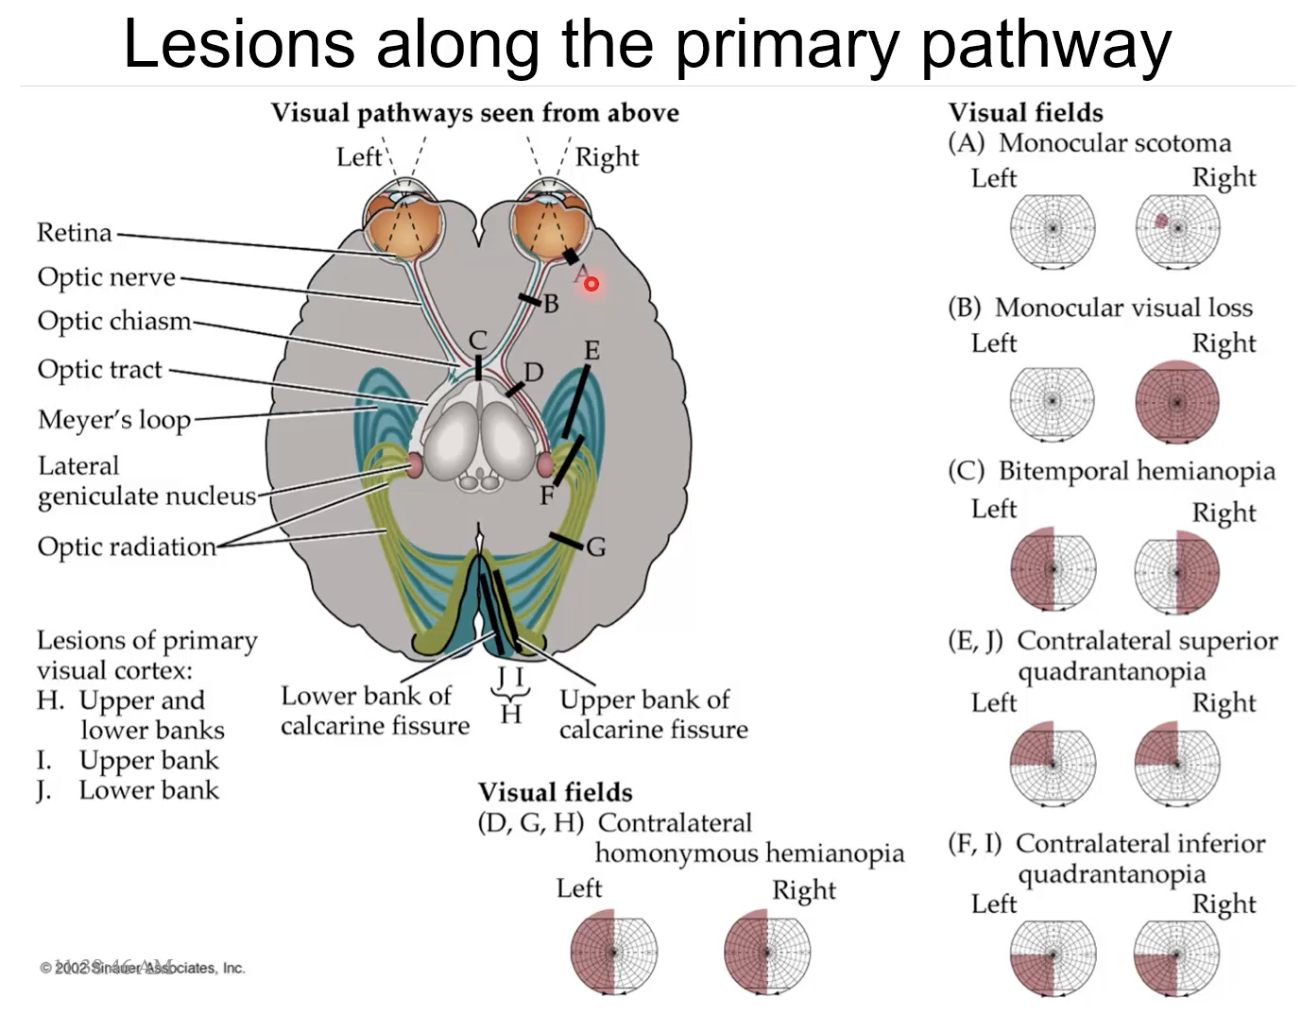 Lesions along the primary pathway
Visual pathways seen from above
Left
Right
Retina
Optic nerve
Optic chiasm
Optic tract
Meyer's loop
Lateral
geniculate nucleus
Optic radiation
A
B
C
D
E
F
G
J I
H
Lower bank of
calcarine fissure
Upper bank of
calcarine fissure
Lesions of primary
visual cortex:
H. Upper and
lower banks
I. Upper bank
J. Lower bank
Visual fields
(D, G, H) Contralateral
homonymous hemianopia
Left
Right
Visual fields
(A) Monocular scotoma
Left
Right
(B) Monocular visual loss
Left
Right
(C) Bitemporal hemianopia
Left
Right
(E, J) Contralateral superior
quadrantanopia
Left
Right
(F, I) Contralateral inferior
quadrantanopia
Left
Right
© 2002 Sinauer Associates, Inc.